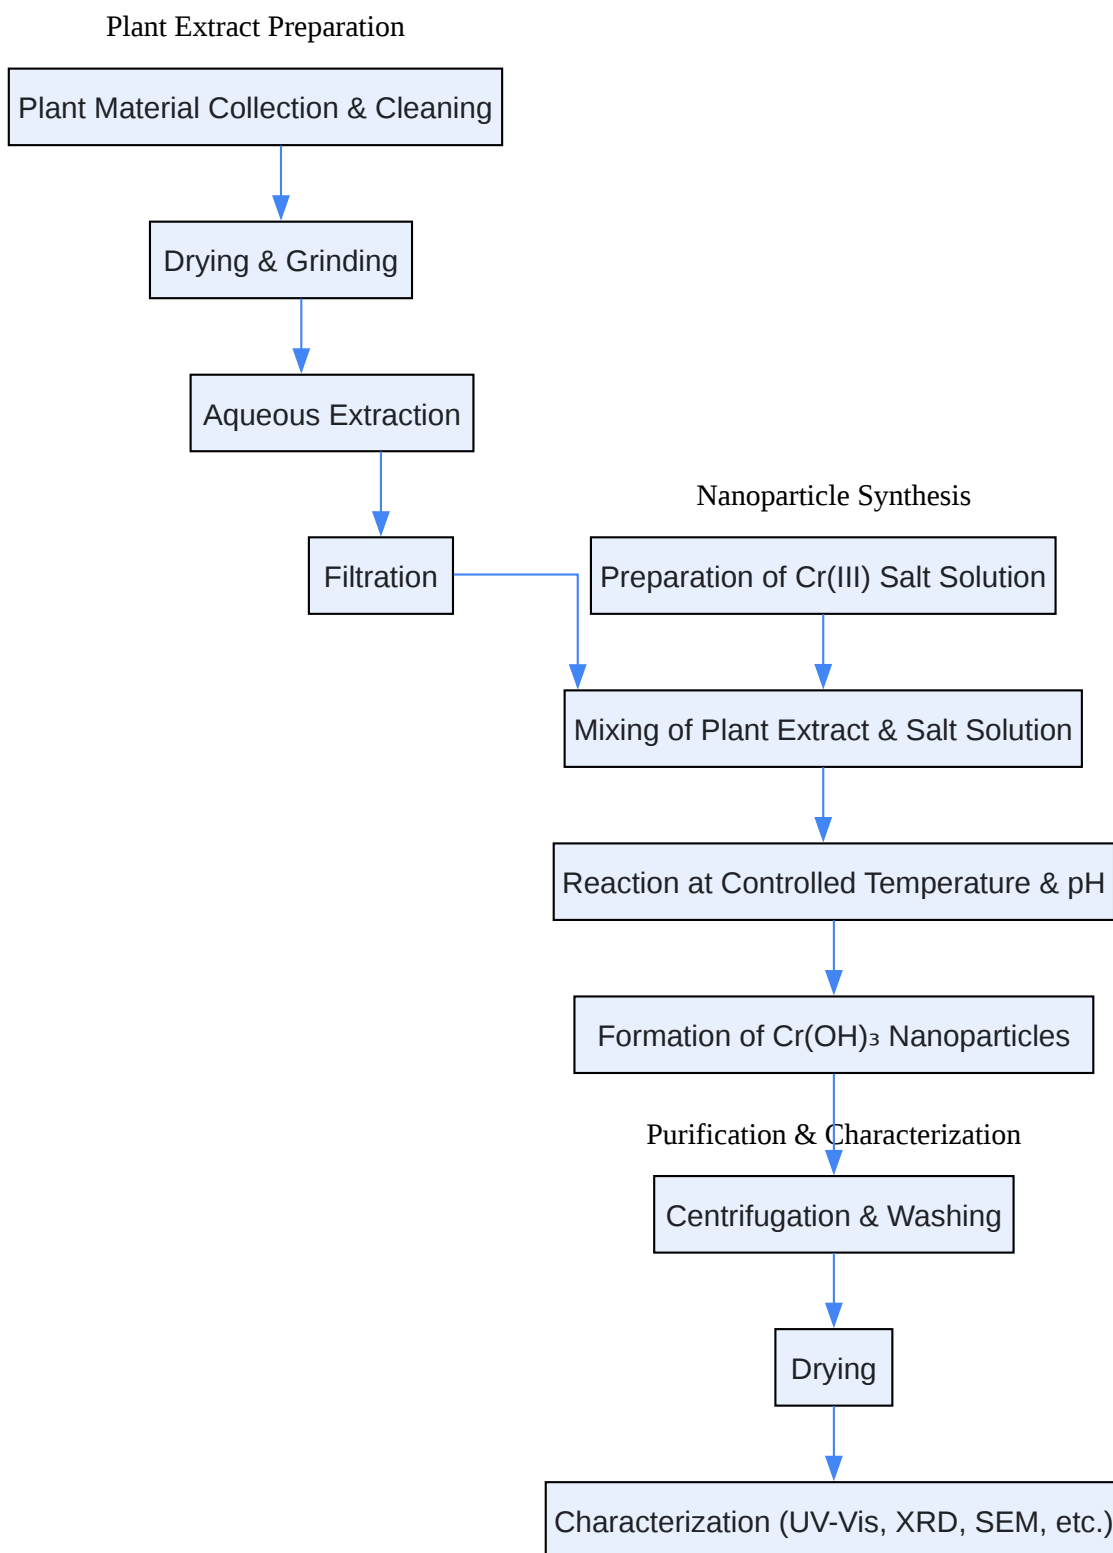 Plant Extract Preparation
Plant Material Collection & Cleaning
Drying & Grinding
Aqueous Extraction
Filtration
Nanoparticle Synthesis
Preparation of Cr(III) Salt Solution
Mixing of Plant Extract & Salt Solution
Reaction at Controlled Temperature & pH
Formation of Cr(OH)₃ Nanoparticles
Purification & Characterization
Centrifugation & Washing
Drying
Characterization (UV-Vis, XRD, SEM, etc.)